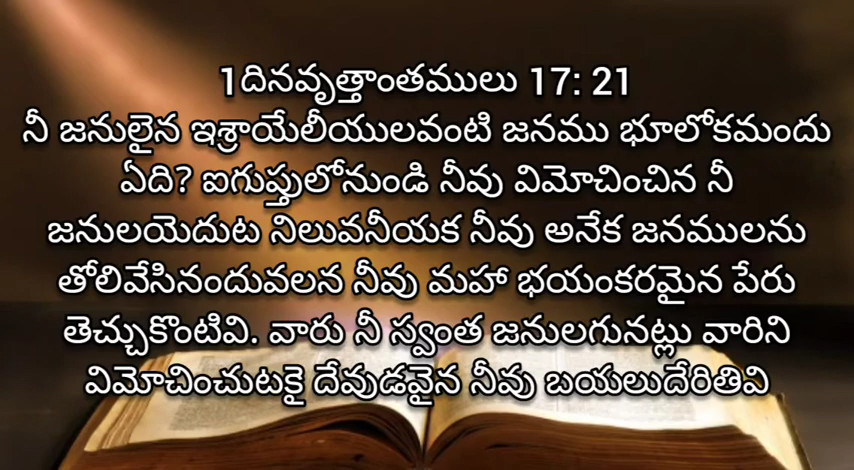 1దినవృత్తాంతములు 17: 21
నీ జనులైన ఇశ్రాయేలీయులవంటి జనము భూలోకమందు
ఏది? ఐగుప్తులోనుండి నీవు విమోచించిన నీ
జనులయెదుట నిలువనీయక నీవు అనేక జనములను
తోలివేసినందువలన నీవు మహా భయంకరమైన పేరు
తెచ్చుకొంటివి. వారు నీ స్వంత జనులగునట్లు వారిని
విమోచించుటకై దేవుడవైన నీవు బయలుదేరితివి